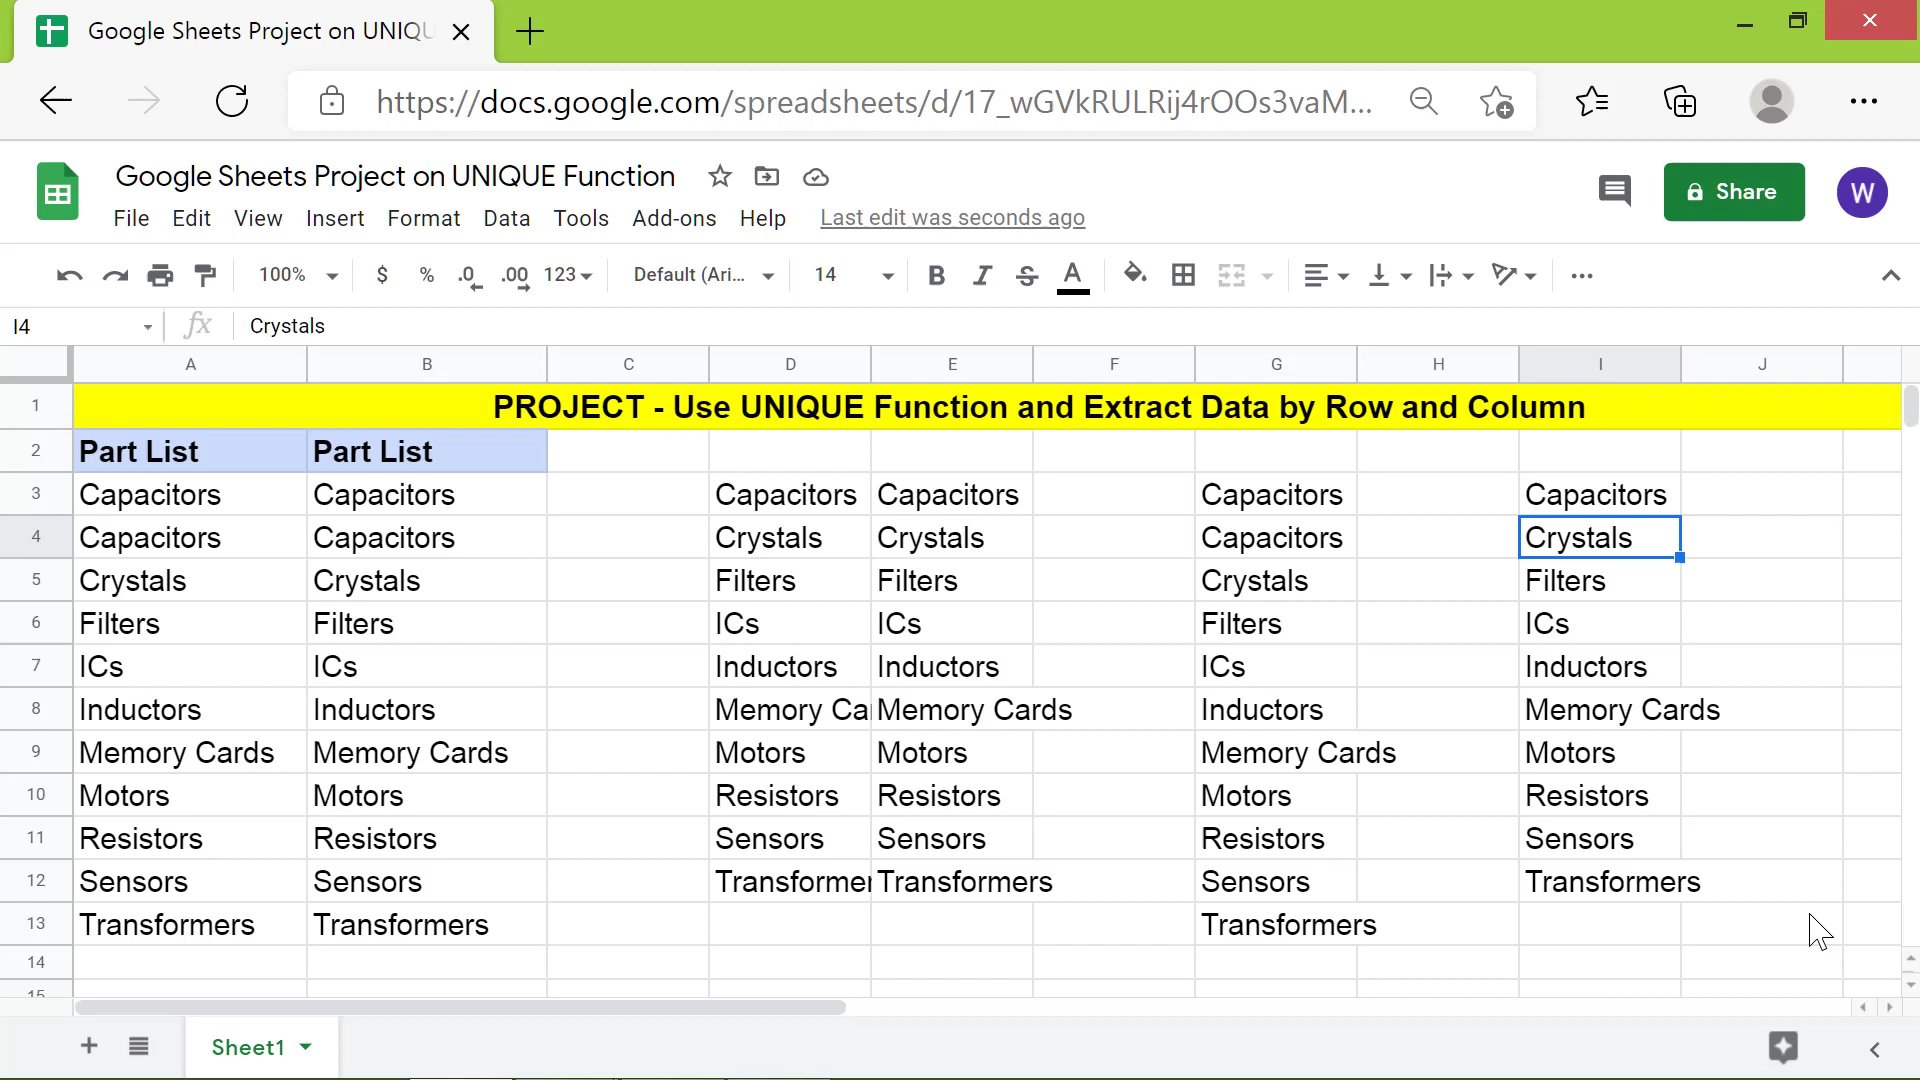 Google Sheets Project on UNIQU
https://docs.google.com/spreadsheets/d/17_wGVkRULRij4rOOs3vaM...
Google Sheets Project on UNIQUE Function
File Edit View Insert Format Data Tools Add-ons Help Last edit was seconds ago
Share
W
100% $ % .0 .00 123 Default (Ari... 14 B I S A
I4 fx Crystals
A B C D E F G H I J
1 PROJECT - Use UNIQUE Function and Extract Data by Row and Column
2 Part List Part List
3 Capacitors Capacitors Capacitors Capacitors Capacitors Capacitors
4 Capacitors Capacitors Crystals Crystals Capacitors Crystals
5 Crystals Crystals Filters Filters Crystals Filters
6 Filters Filters ICs ICs Filters ICs
7 ICs ICs Inductors Inductors ICs Inductors
8 Inductors Inductors Memory Ca Memory Cards Inductors Memory Cards
9 Memory Cards Memory Cards Motors Motors Memory Cards Motors
10 Motors Motors Resistors Resistors Motors Resistors
11 Resistors Resistors Sensors Sensors Resistors Sensors
12 Sensors Sensors Transformer Transformers Sensors Transformers
13 Transformers Transformers Transformers
14
15
Sheet1